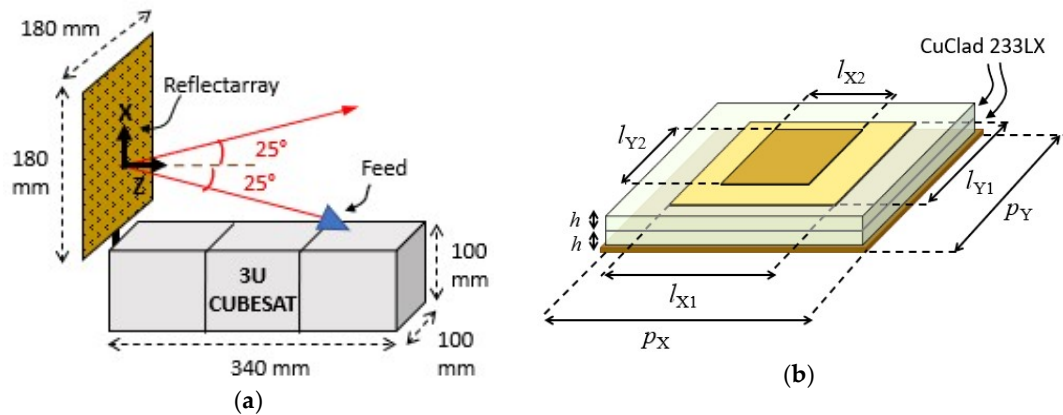 180 mm
Reflectarray
X
Z
180
mm
25°
25°
Feed
3U
CUBESAT
100
mm
100
mm
340 mm
(a)
CuClad 233LX
lX2
lY2
lY1
pY
h
h
lX1
pX
(b)